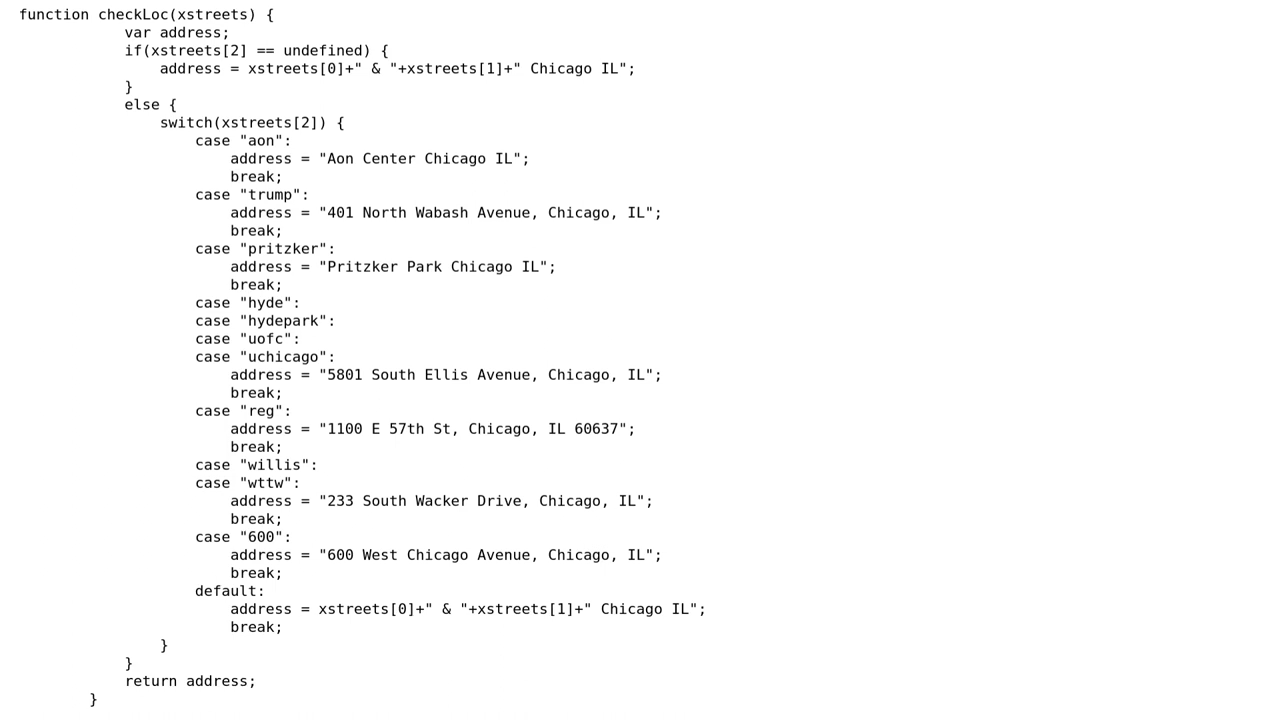 function checkLoc(xstreets) {
            var address;
            if(xstreets[2] == undefined) {
                address = xstreets[0]+" & "+xstreets[1]+" Chicago IL";
            }
            else {
                switch(xstreets[2]) {
                    case "aon":
                        address = "Aon Center Chicago IL";
                        break;
                    case "trump":
                        address = "401 North Wabash Avenue, Chicago, IL";
                        break;
                    case "pritzker":
                        address = "Pritzker Park Chicago IL";
                        break;
                    case "hyde":
                    case "hydepark":
                    case "uofc":
                    case "uchicago":
                        address = "5801 South Ellis Avenue, Chicago, IL";
                        break;
                    case "reg":
                        address = "1100 E 57th St, Chicago, IL 60637";
                        break;
                    case "willis":
                    case "wttw":
                        address = "233 South Wacker Drive, Chicago, IL";
                        break;
                    case "600":
                        address = "600 West Chicago Avenue, Chicago, IL";
                        break;
                    default:
                        address = xstreets[0]+" & "+xstreets[1]+" Chicago IL";
                        break;
                }
            }
            return address;
        }